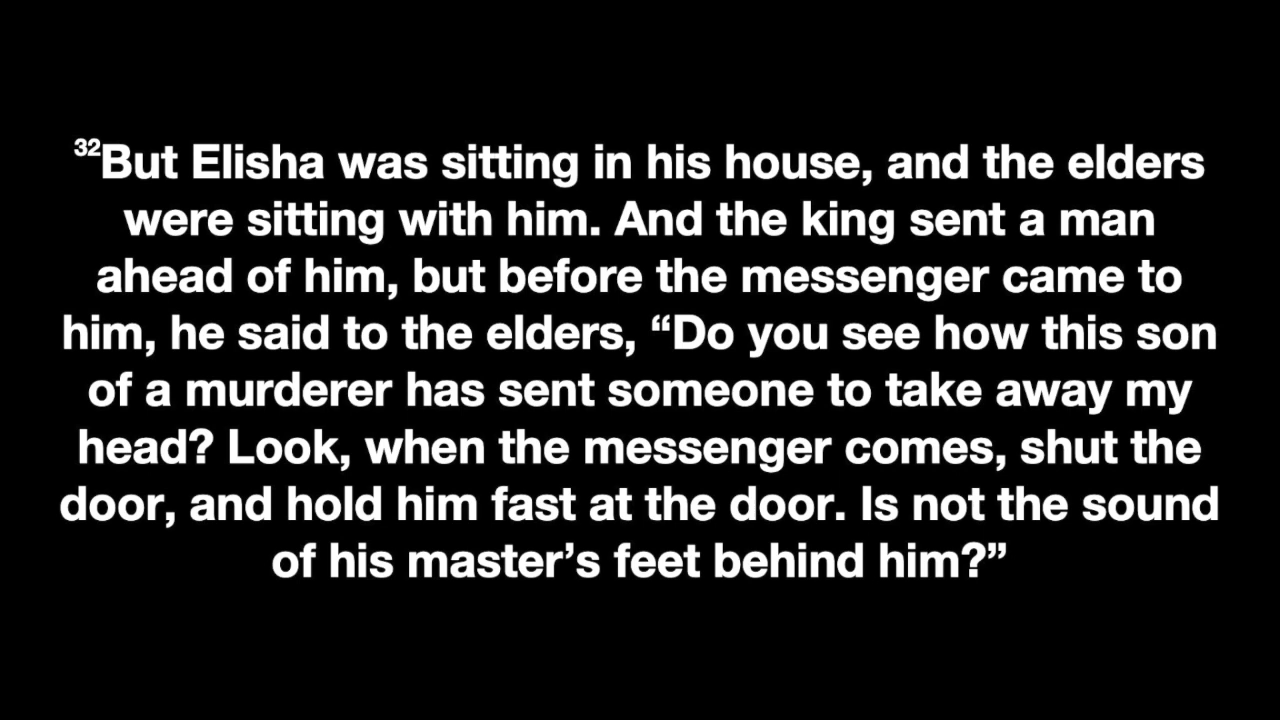 32But Elisha was sitting in his house, and the elders
were sitting with him. And the king sent a man
ahead of him, but before the messenger came to
him, he said to the elders, “Do you see how this son
of a murderer has sent someone to take away my
head? Look, when the messenger comes, shut the
door, and hold him fast at the door. Is not the sound
of his master’s feet behind him?”